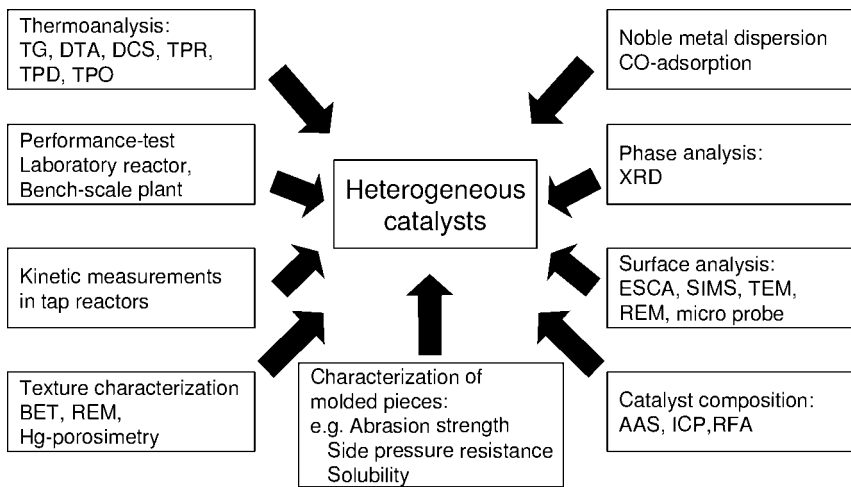 Thermoanalysis:
TG, DTA, DCS, TPR,
TPD, TPO
Performance-test
Laboratory reactor,
Bench-scale plant
Kinetic measurements
in tap reactors
Texture characterization
BET, REM,
Hg-porosimetry
Heterogeneous
catalysts
Characterization of
molded pieces:
e.g. Abrasion strength
Side pressure resistance
Solubility
Noble metal dispersion
CO-adsorption
Phase analysis:
XRD
Surface analysis:
ESCA, SIMS, TEM,
REM, micro probe
Catalyst composition:
AAS, ICP,RFA